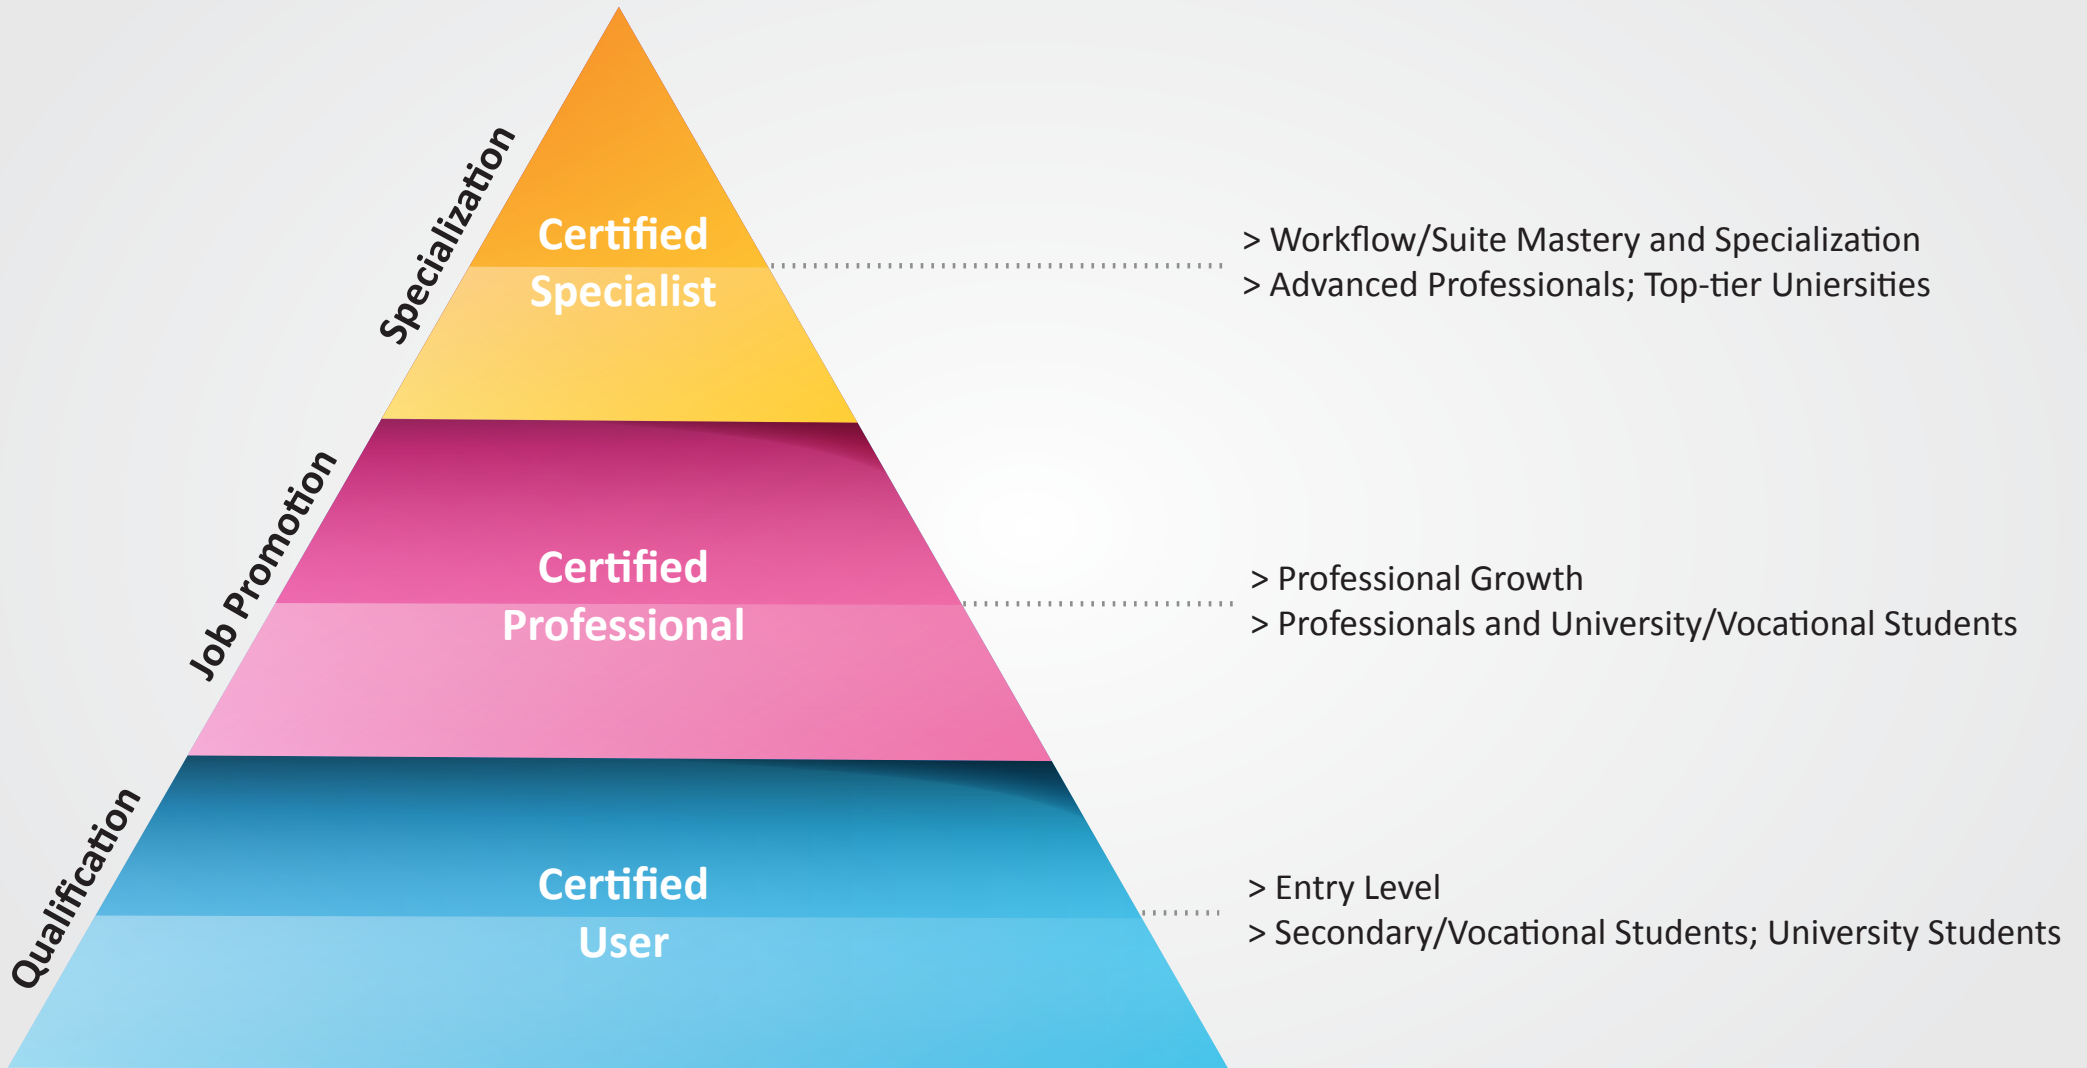 Specialization
Certified
Specialist
> Workflow/Suite Mastery and Specialization
> Advanced Professionals; Top-tier Uniersities
Job Promotion
Certified
Professional
> Professional Growth
> Professionals and University/Vocational Students
Qualification
Certified
User
> Entry Level
> Secondary/Vocational Students; University Students